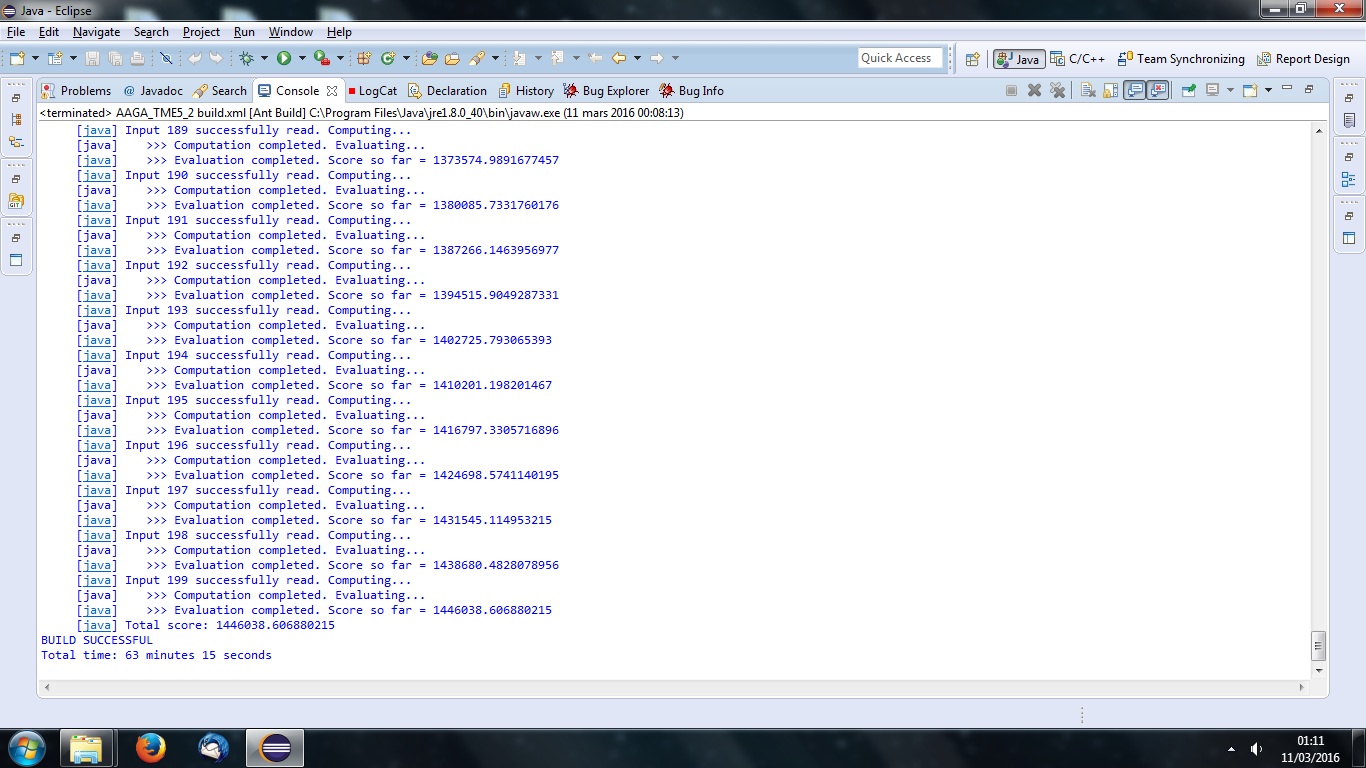 Java - Eclipse
File Edit Navigate Search Project Run Window Help
Quick Access Java C/C++ Team Synchronizing Report Design
Problems @ Javadoc Search Console LogCat Declaration History Bug Explorer Bug Info
<terminated> AAGA_TME5_2 build.xml [Ant Build] C:\Program Files\Java\jre1.8.0_40\bin\javaw.exe (11 mars 2016 00:08:13)
[java] Input 189 successfully read. Computing...
[java] >>> Computation completed. Evaluating...
[java] >>> Evaluation completed. Score so far = 1373574.9891677457
[java] Input 190 successfully read. Computing...
[java] >>> Computation completed. Evaluating...
[java] >>> Evaluation completed. Score so far = 1380085.7331760176
[java] Input 191 successfully read. Computing...
[java] >>> Computation completed. Evaluating...
[java] >>> Evaluation completed. Score so far = 1387266.1463956977
[java] Input 192 successfully read. Computing...
[java] >>> Computation completed. Evaluating...
[java] >>> Evaluation completed. Score so far = 1394515.9049287331
[java] Input 193 successfully read. Computing...
[java] >>> Computation completed. Evaluating...
[java] >>> Evaluation completed. Score so far = 1402725.793065393
[java] Input 194 successfully read. Computing...
[java] >>> Computation completed. Evaluating...
[java] >>> Evaluation completed. Score so far = 1410201.198201467
[java] Input 195 successfully read. Computing...
[java] >>> Computation completed. Evaluating...
[java] >>> Evaluation completed. Score so far = 1416797.3305716896
[java] Input 196 successfully read. Computing...
[java] >>> Computation completed. Evaluating...
[java] >>> Evaluation completed. Score so far = 1424698.5741140195
[java] Input 197 successfully read. Computing...
[java] >>> Computation completed. Evaluating...
[java] >>> Evaluation completed. Score so far = 1431545.114953215
[java] Input 198 successfully read. Computing...
[java] >>> Computation completed. Evaluating...
[java] >>> Evaluation completed. Score so far = 1438680.4828078956
[java] Input 199 successfully read. Computing...
[java] >>> Computation completed. Evaluating...
[java] >>> Evaluation completed. Score so far = 1446038.606880215
[java] Total score: 1446038.606880215
BUILD SUCCESSFUL
Total time: 63 minutes 15 seconds
01:11
11/03/2016